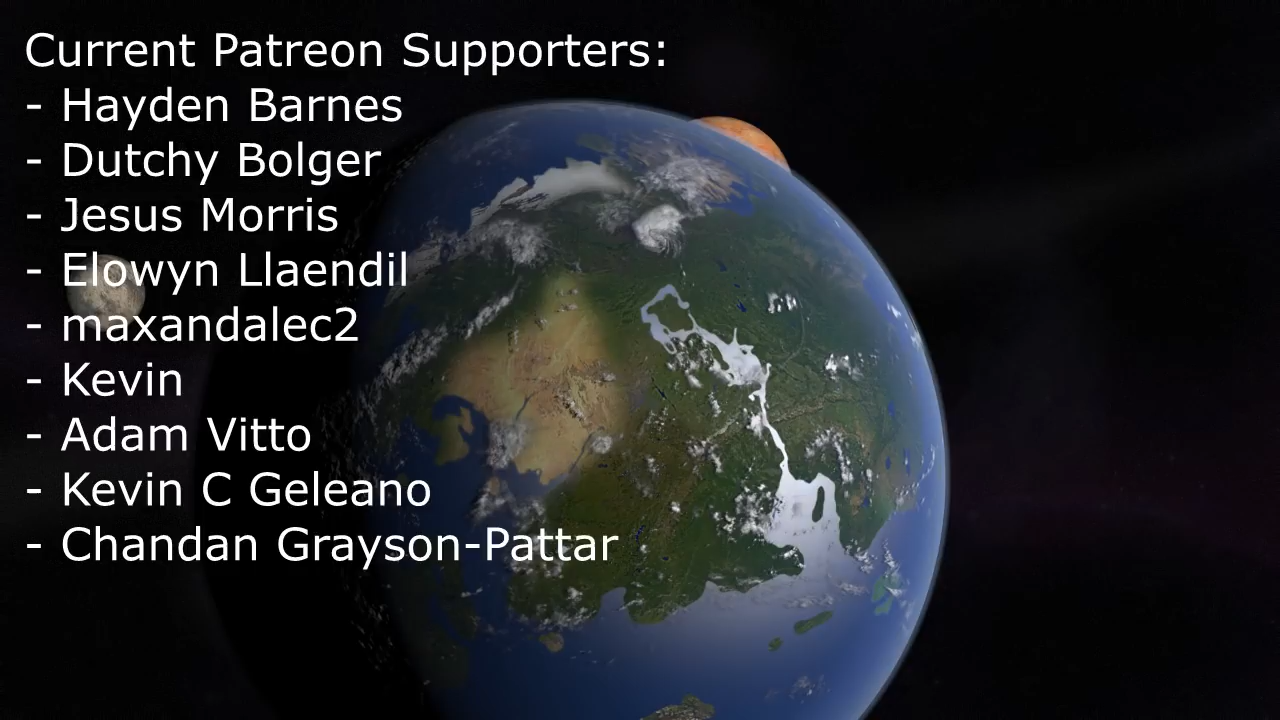 Current Patreon Supporters:
- Hayden Barnes
- Dutchy Bolger
- Jesus Morris
- Elowyn Llaendil
- maxandalec2
- Kevin
- Adam Vitto
- Kevin C Geleano
- Chandan Grayson-Pattar